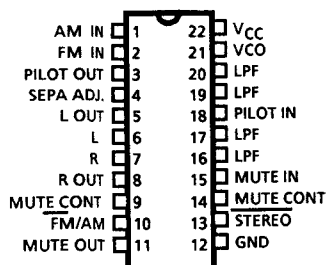 AM IN 1 22 VCC
FM IN 2 21 VCO
PILOT OUT 3 20 LPF
SEPA ADJ. 4 19 LPF
L OUT 5 18 PILOT IN
L 6 17 LPF
R 7 16 LPF
R OUT 8 15 MUTE IN
MUTE CONT 9 14 MUTE CONT
FM/AM 10 13 STEREO
MUTE OUT 11 12 GND